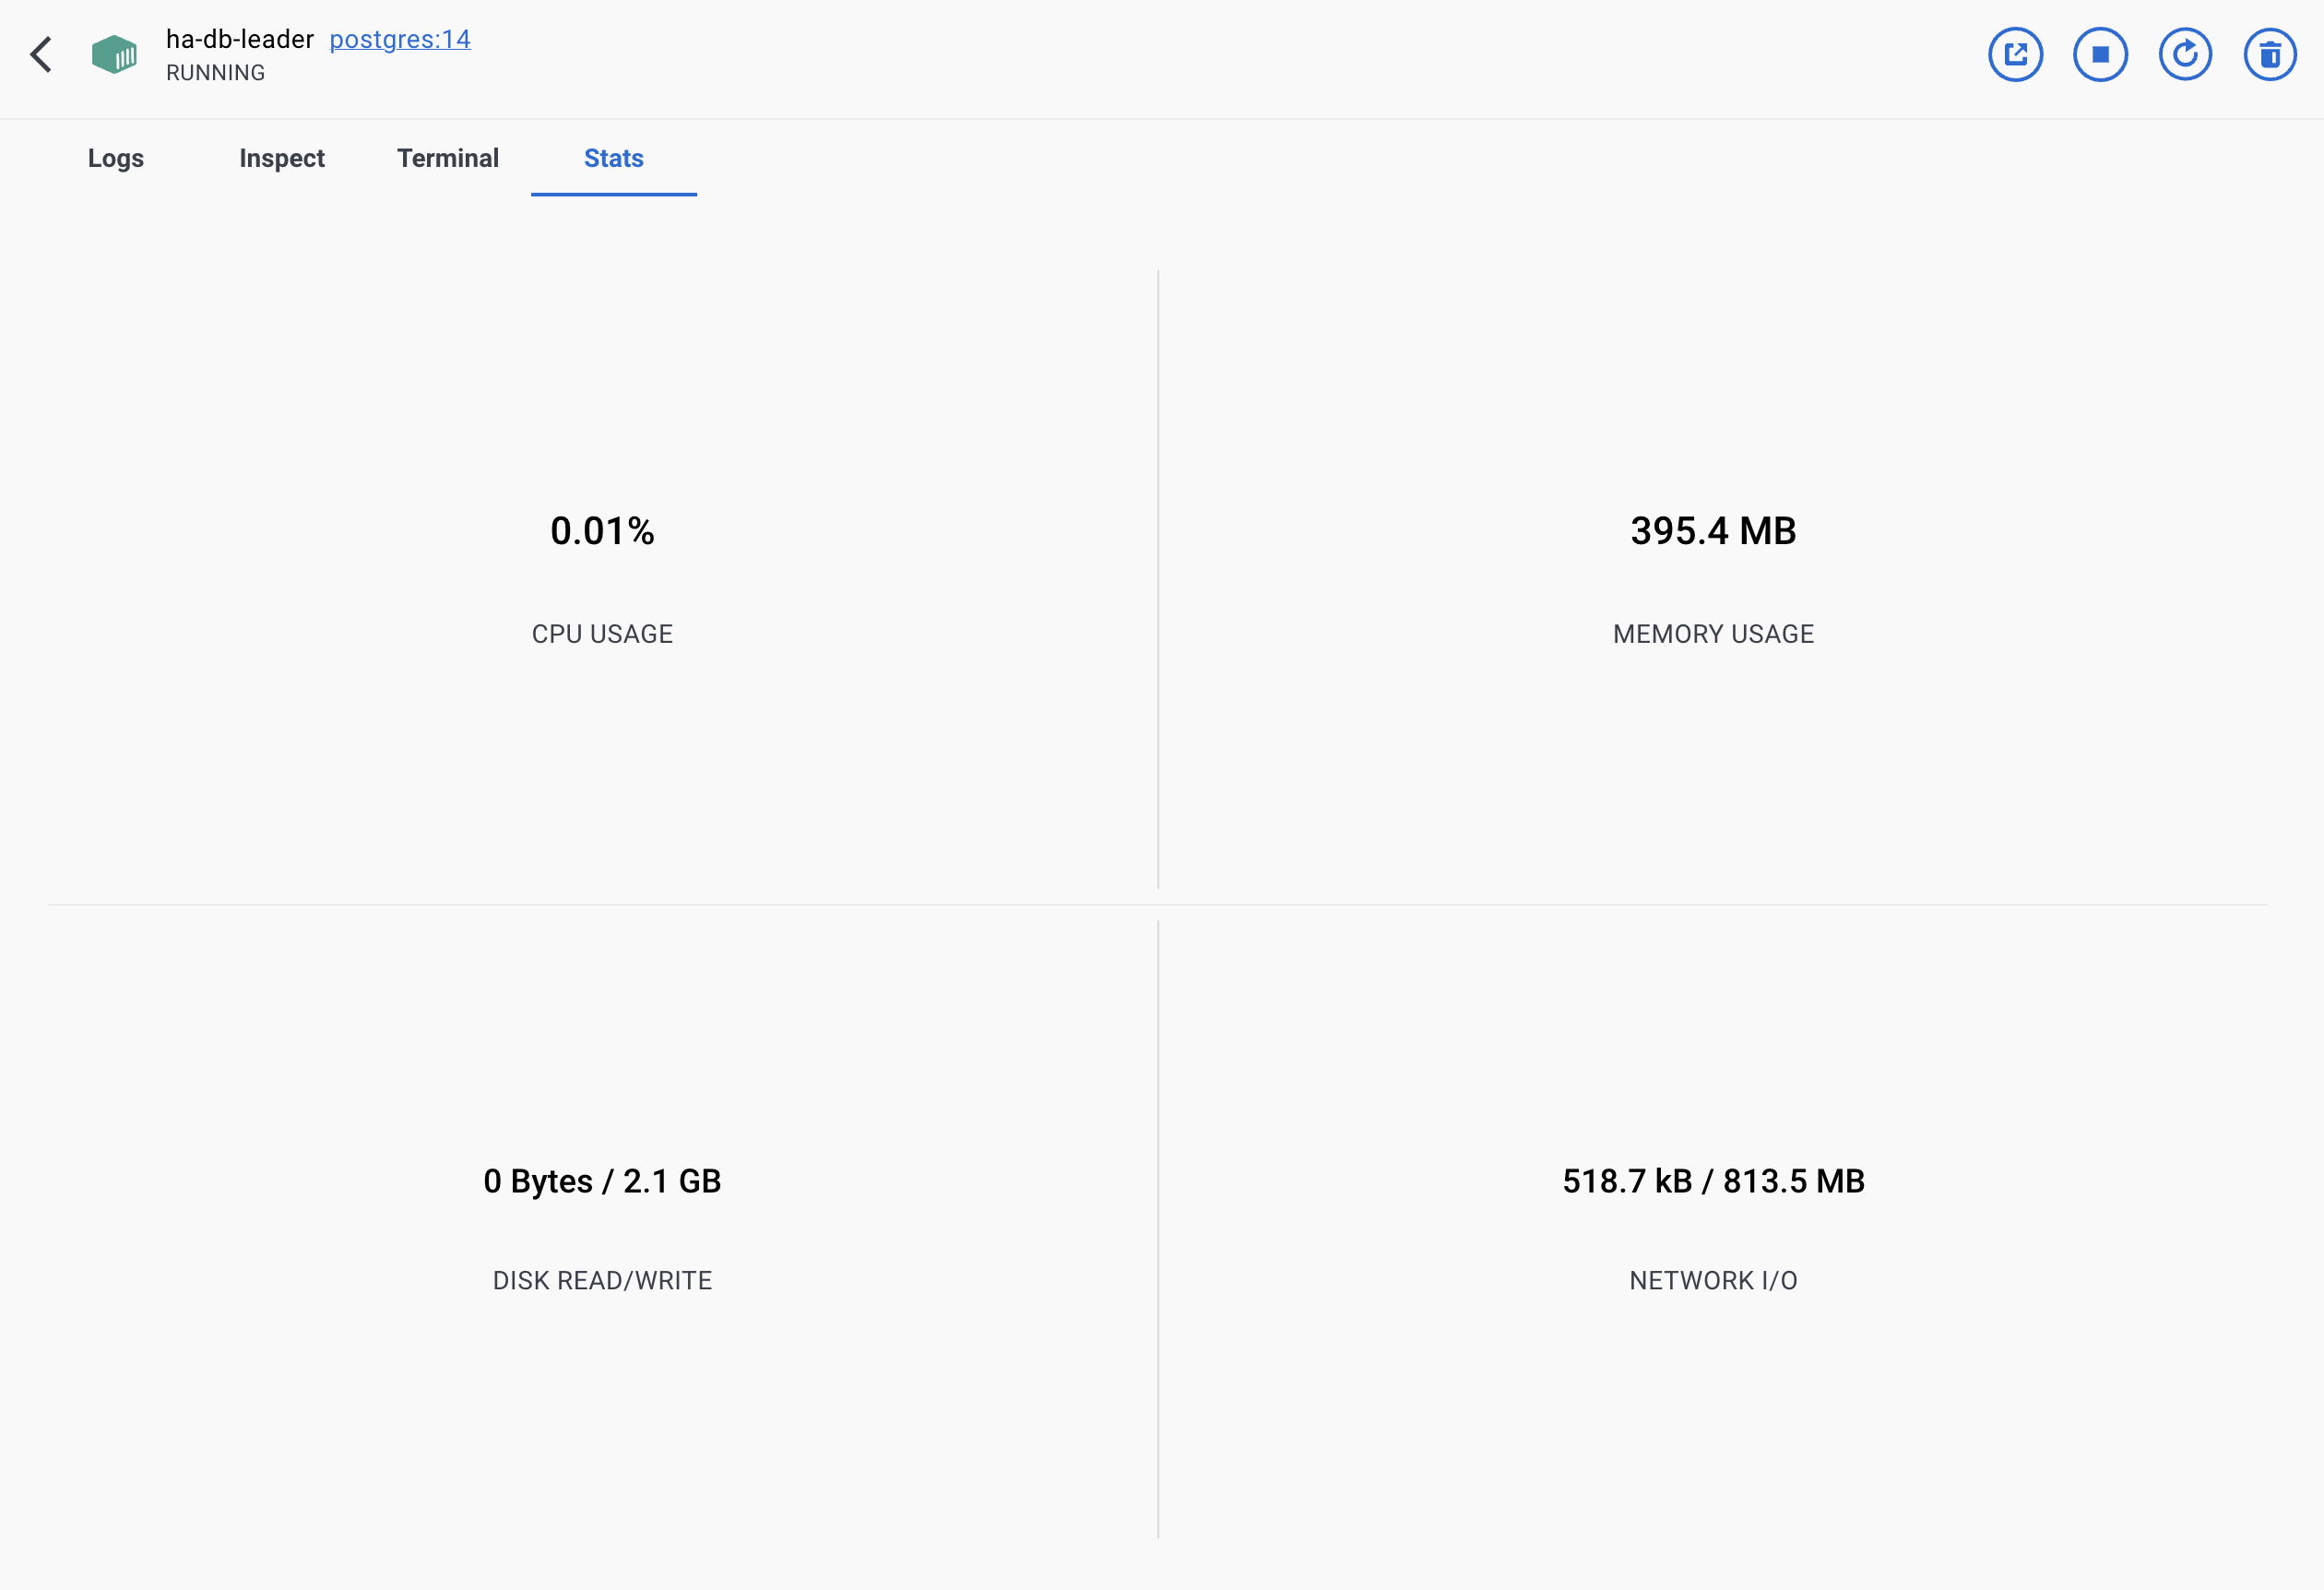 ha-db-leader postgres:14
RUNNING
Logs Inspect Terminal Stats
0.01%
CPU USAGE
395.4 MB
MEMORY USAGE
0 Bytes / 2.1 GB
DISK READ/WRITE
518.7 kB / 813.5 MB
NETWORK I/O